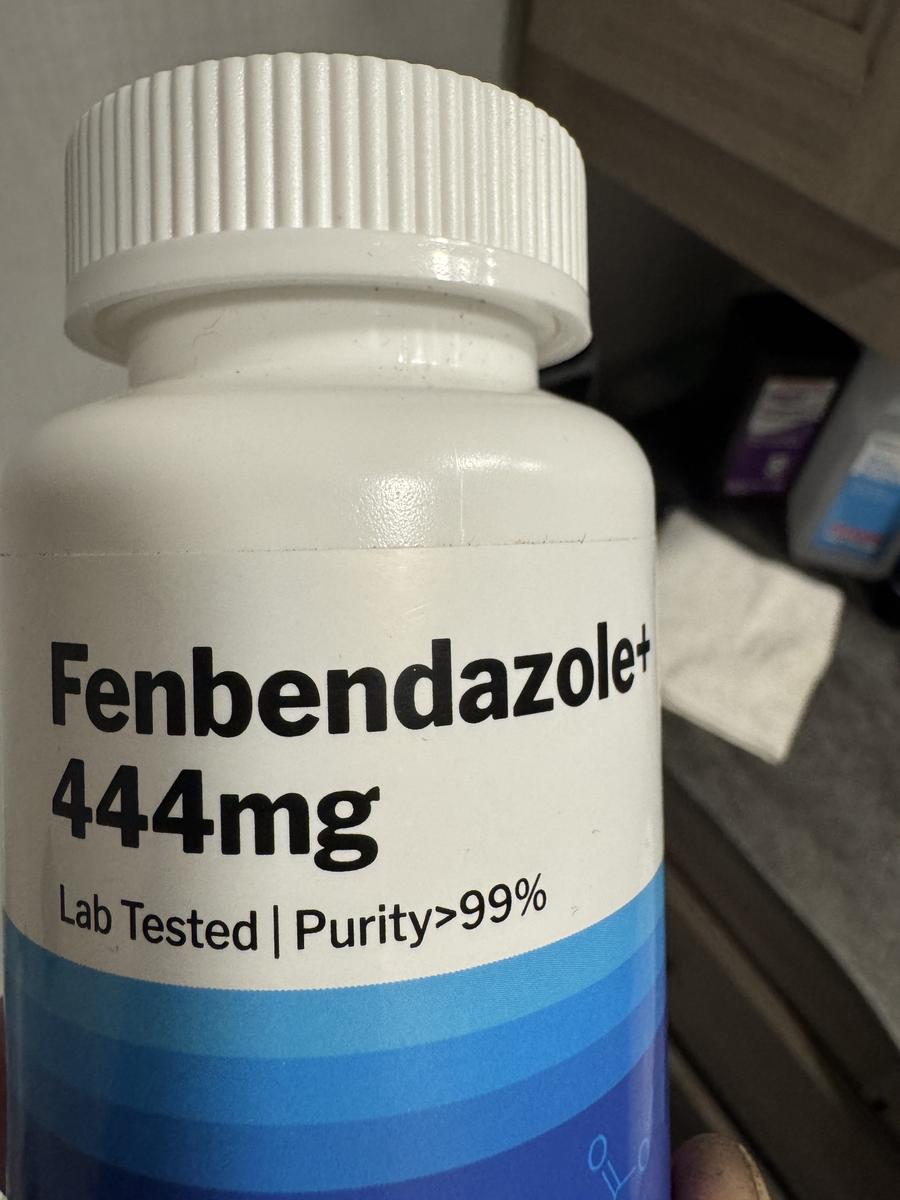 Fenbendazole+
444mg
Lab Tested | Purity>99%